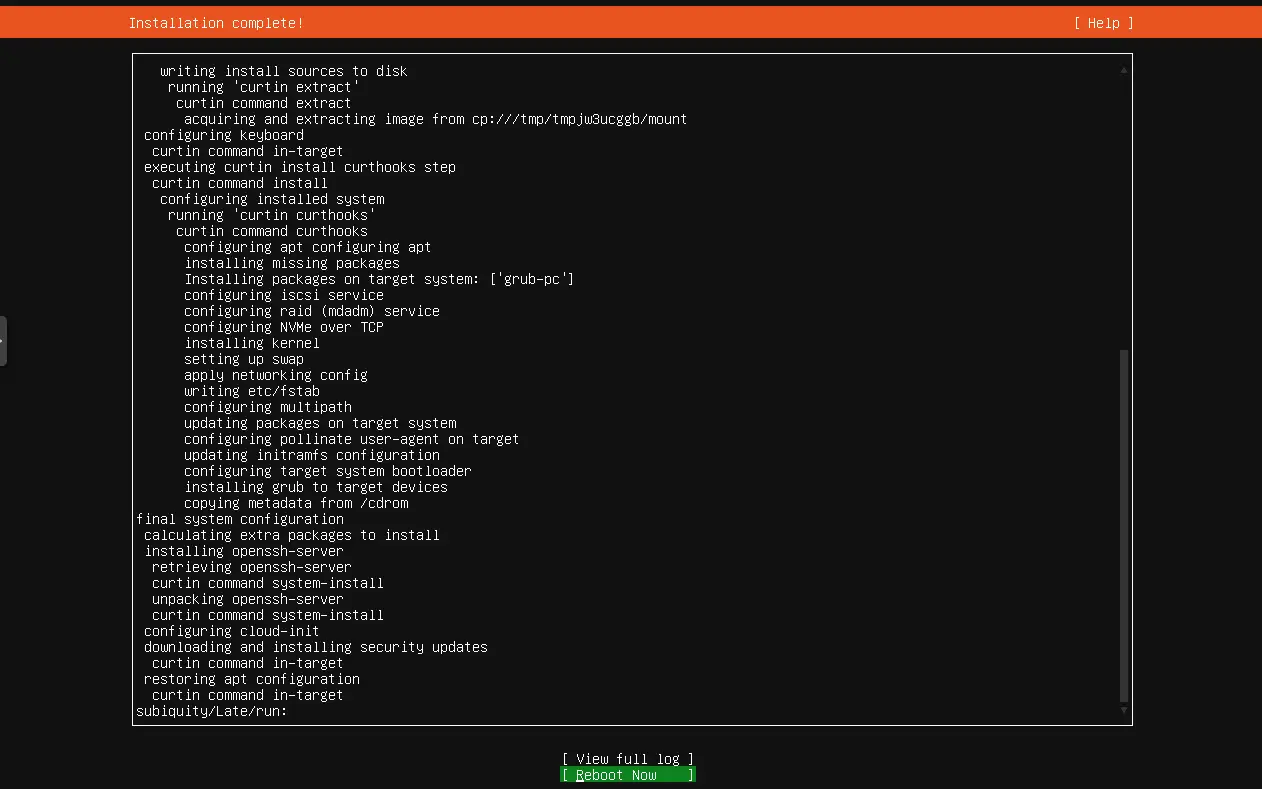 Installation complete! [ Help ]
writing install sources to disk
running 'curtin extract'
curtin command extract
acquiring and extracting image from cp:///tmp/tmpjw3ucggb/mount
configuring keyboard
curtin command in-target
executing curtin install curthooks step
curtin command install
configuring installed system
running 'curtin curthooks'
curtin command curthooks
configuring apt configuring apt
installing missing packages
Installing packages on target system: ['grub-pc']
configuring iscsi service
configuring raid (mdadm) service
configuring NVMe over TCP
installing kernel
setting up swap
apply networking config
writing etc/fstab
configuring multipath
updating packages on target system
configuring pollinate user-agent on target
updating initramfs configuration
configuring target system bootloader
installing grub to target devices
copying metadata from /cdrom
final system configuration
calculating extra packages to install
installing openssh-server
retrieving openssh-server
curtin command system-install
unpacking openssh-server
curtin command system-install
configuring cloud-init
downloading and installing security updates
curtin command in-target
restoring apt configuration
curtin command in-target
subiquity/Late/run:
[ View full log ]
[ Reboot Now ]